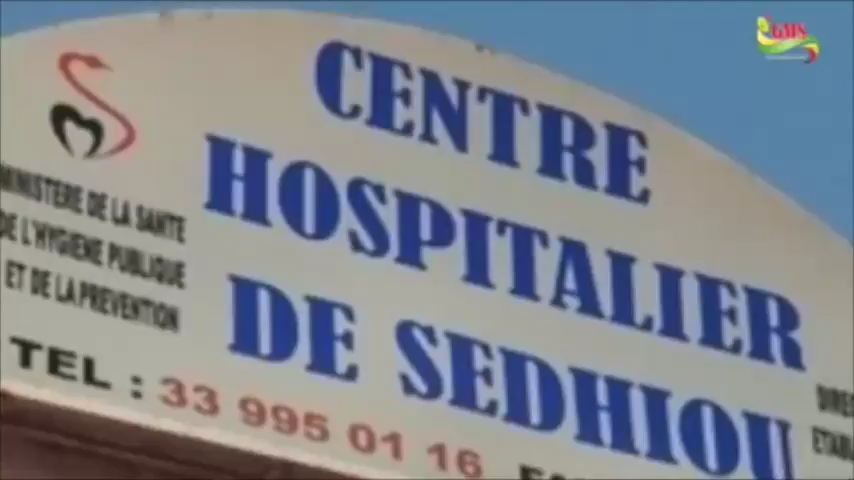 GMS
CENTRE
HOSPITALIER
DE SEDHIOU
MINISTERE DE LA SANTE
DE L'HYGIENE PUBLIQUE
ET DE LA PREVENTION
TEL : 33 995 01 16